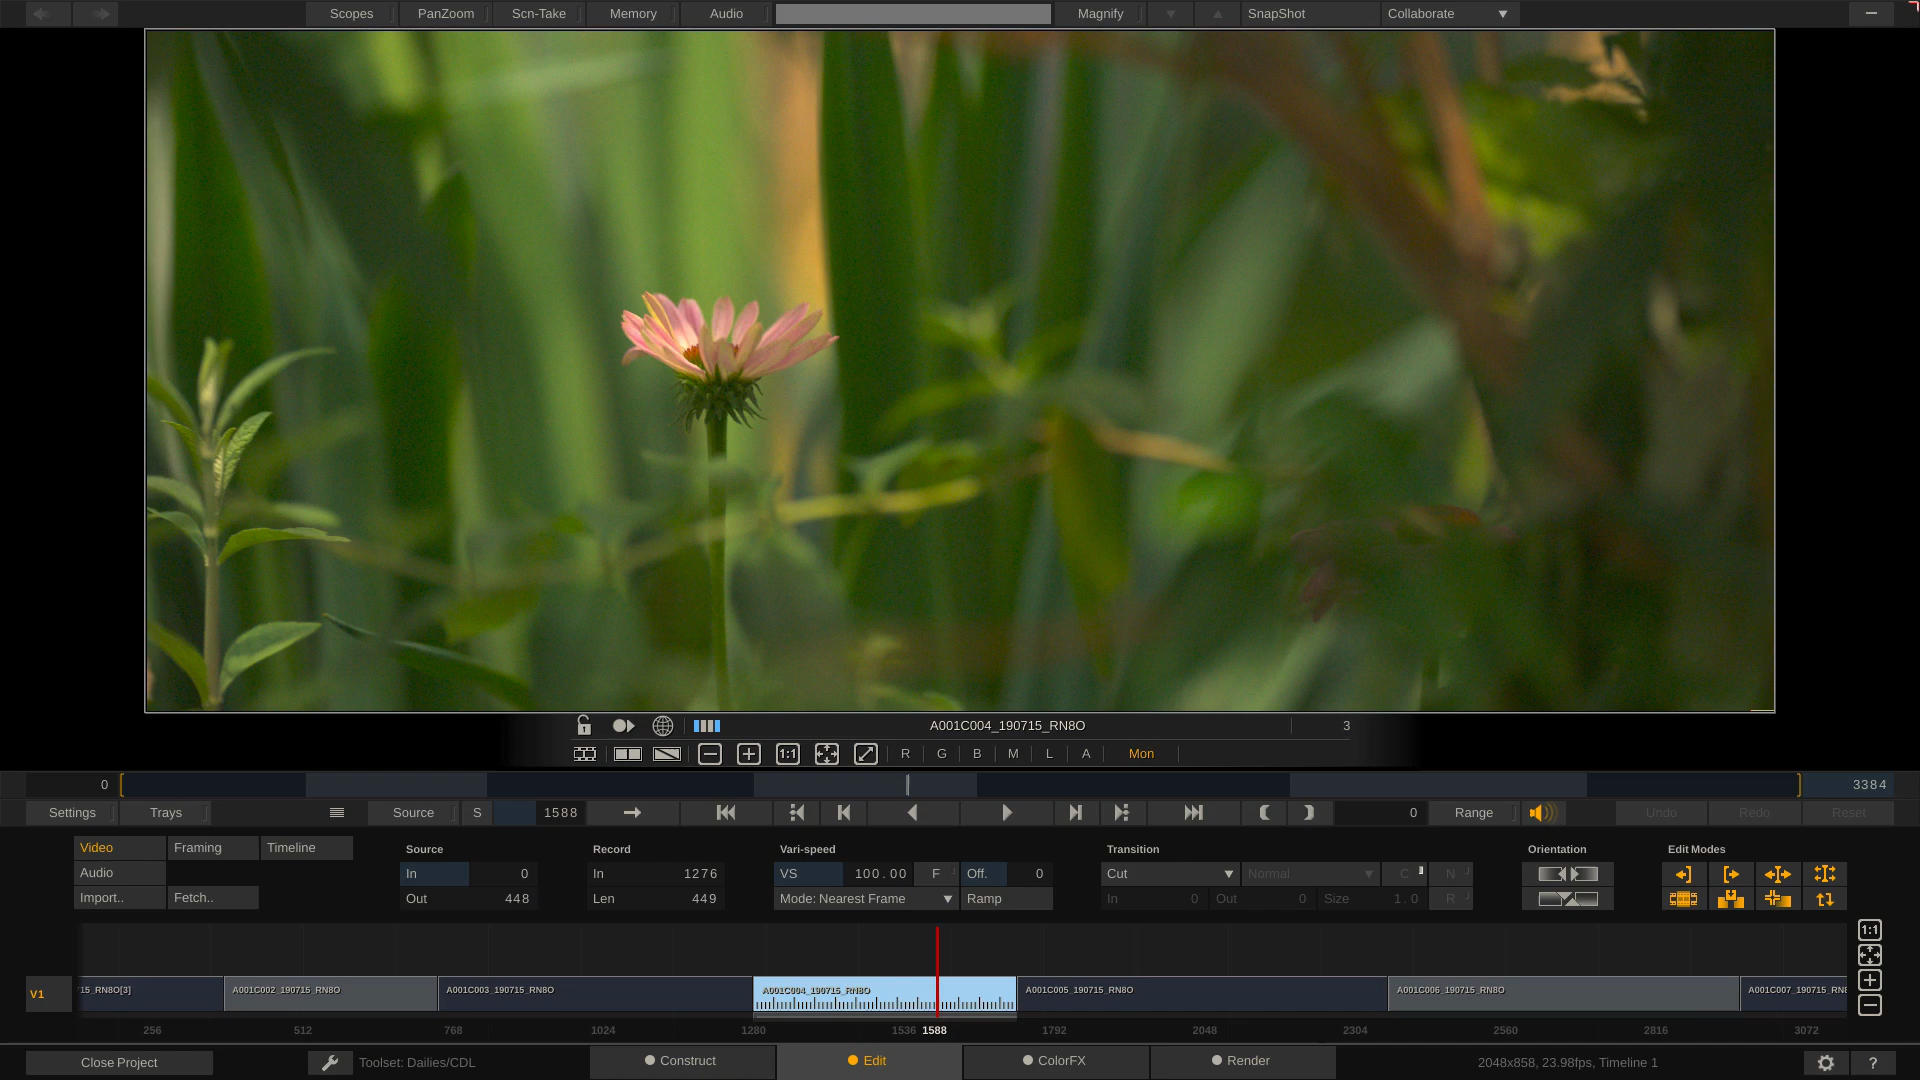 Scopes PanZoom Scn-Take Memory Audio Magnify SnapShot Collaborate
A001C004_190715_RN8O 3
1:1 R G B M L A Mon
0 3384
Settings Trays Source S 1588 0 Range Undo Redo Reset
Video Framing Timeline Source Record Vari-speed Transition Orientation Edit Modes
Audio In 0 In 1276 VS 100.00 F Off. 0 Cut Normal C N
Import.. Fetch.. Out 448 Len 449 Mode: Nearest Frame Ramp In 0 Out 0 Size 1.0 R
1:1
V1 15_RN8O[3] A001C002_190715_RN8O A001C003_190715_RN8O A001C004_190715_RN8O A001C005_190715_RN8O A001C006_190715_RN8O A001C007_190715_RN8
256 512 768 1024 1280 1536 1588 1792 2048 2304 2560 2816 3072
Close Project Toolset: Dailies/CDL Construct Edit ColorFX Render 2048x858, 23.98fps, Timeline 1 ?